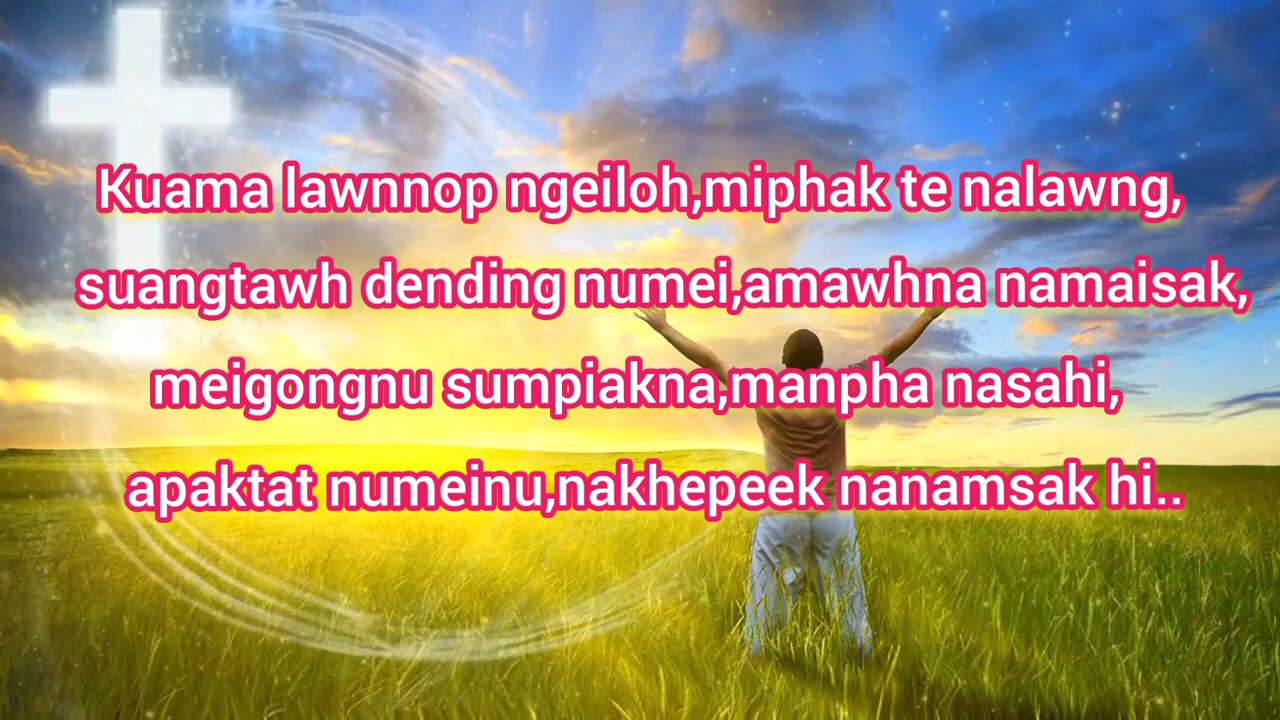 Kuama lawnnop ngeiloh,miphak te nalawng,
suangtawh dending numei,amawhna namaisak,
meigongnu sumpiakna,manpha nasahi,
apaktat numeinu,nakhepeek nanamsak hi..